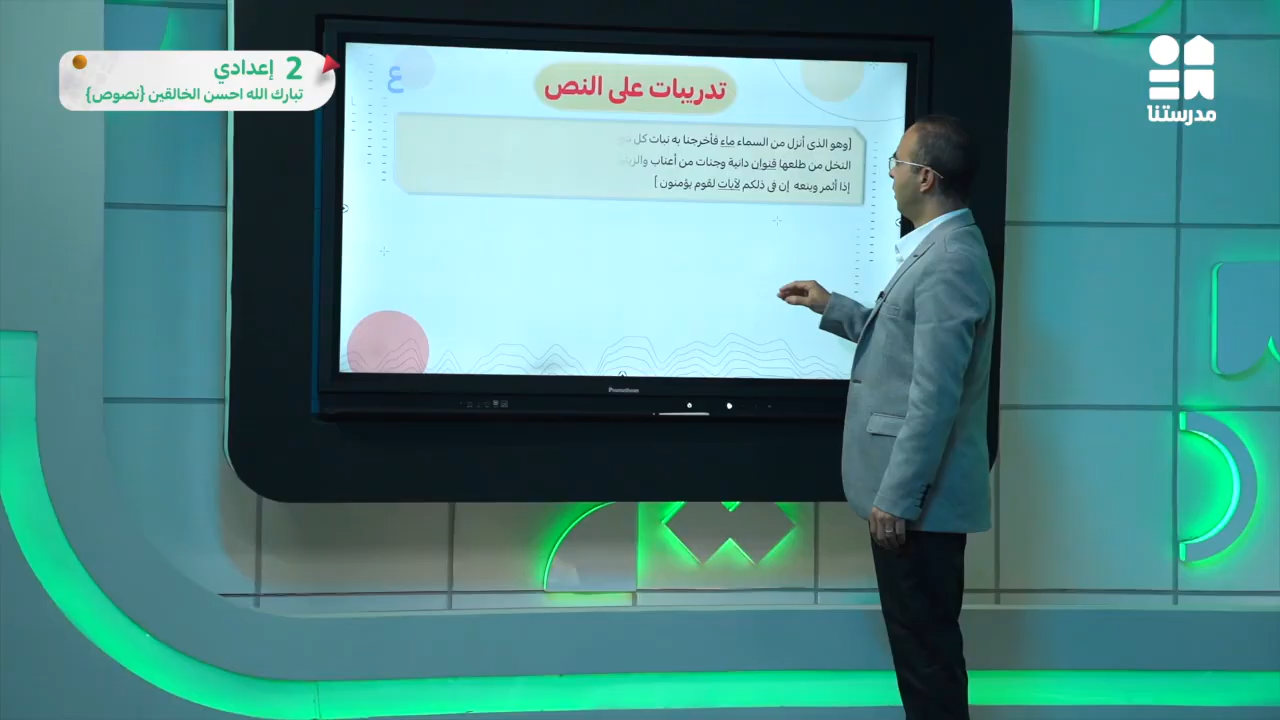 2 إعدادي
تبارك الله احسن الخالقين {نصوص}
مدرستنا
ع
تدريبات على النص
[وهو الذى أنزل من السماء ماء فأخرجنا به نبات كل
النخل من طلعها قنوان دانية وجنات من أعناب
إذا أثمر وينعه إن فى ذلكم لآيات لقوم يؤمنون ]
Promethean